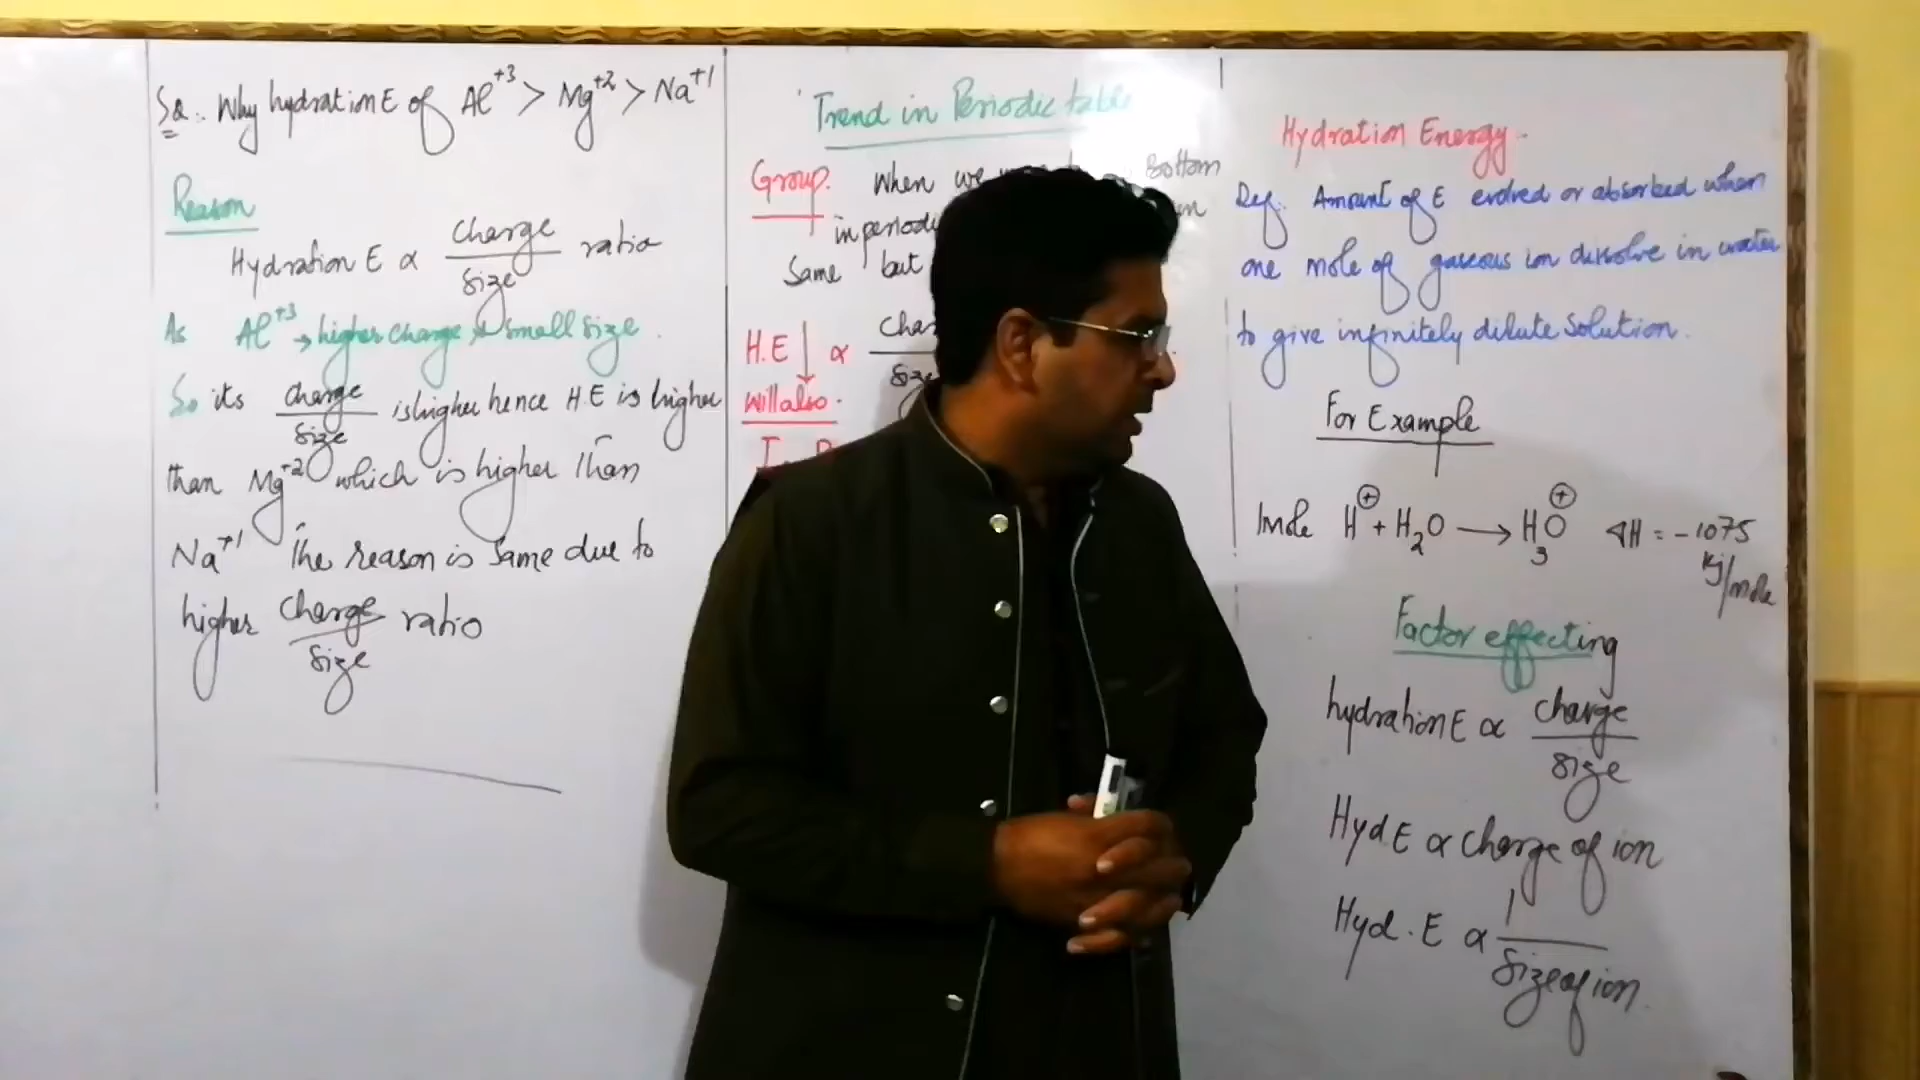 SQ:. Why hydration E of Al+3 > Mg+2 > Na+1
Reason
Hydration E ∝ charge/size ratio
As Al+3 → higher charge & small size.
So its charge/size is higher hence H.E is higher
than Mg+2 which is higher Than
Na+1 The reason is same due to
higher charge/size ratio
Trend in Periodic table
Group. When we Bottom
in
Same but
H.E ↓ ∝
size
will also.
Hydration Energy.
Def:. Amount of E evolved or absorbed when
one mole of gaseous ion dissolve in water
to give infinitely dilute solution.
For Example
1mole H⊕ + H2O → H3O⊕ ΔH = -1075
Kj/mole
Factor effecting
hydration E ∝ charge/size
Hyd E ∝ charge of ion
Hyd. E ∝ 1/size of ion.